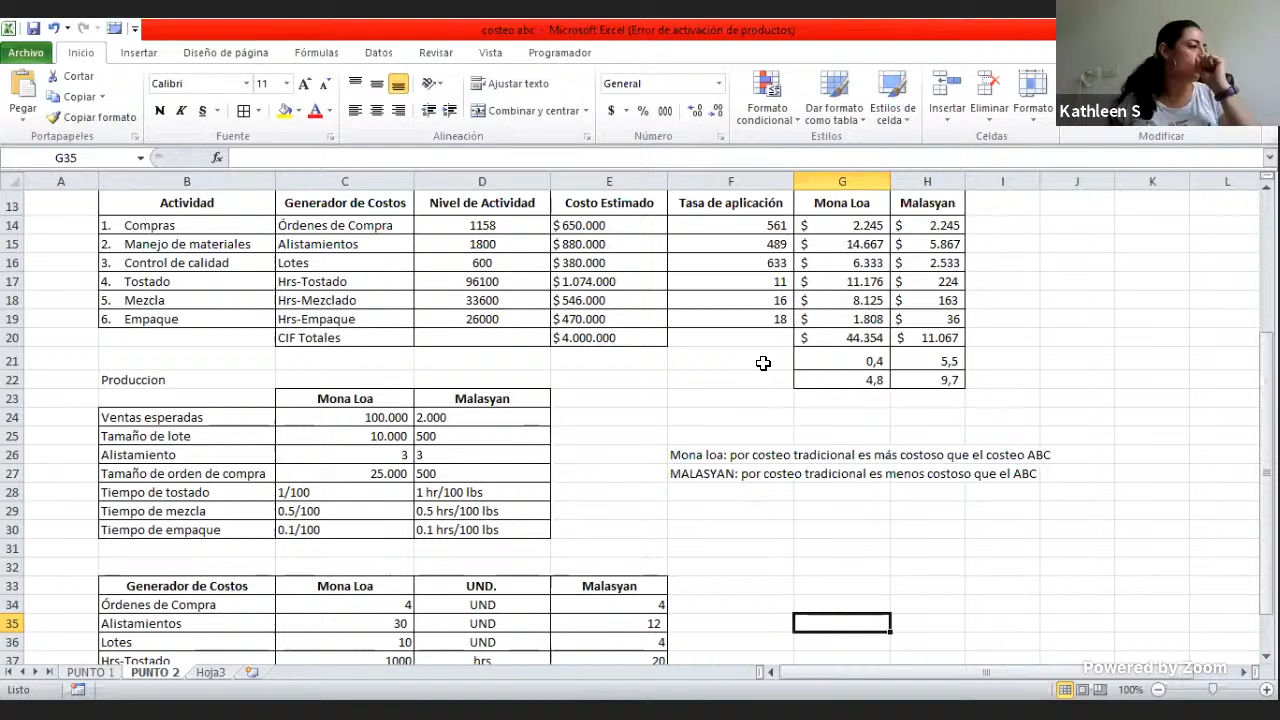 costeo abc - Microsoft Excel (Error de activación de productos)
Archivo Inicio Insertar Diseño de página Fórmulas Datos Revisar Vista Programador
Cortar
Copiar
Copiar formato
Pegar
Calibri 11
N K S
Ajustar texto
Combinar y centrar
General
$ % 000
Formato condicional
Dar formato como tabla
Estilos de celda
Insertar Eliminar Formato
Portapapeles Fuente Alineación Número Estilos Celdas Modificar
Kathleen S
G35 fx
A B C D E F G H I J K L
13 Actividad Generador de Costos Nivel de Actividad Costo Estimado Tasa de aplicación Mona Loa Malasyan
14 1. Compras Órdenes de Compra 1158 $ 650.000 561 $ 2.245 $ 2.245
15 2. Manejo de materiales Alistamientos 1800 $ 880.000 489 $ 14.667 $ 5.867
16 3. Control de calidad Lotes 600 $ 380.000 633 $ 6.333 $ 2.533
17 4. Tostado Hrs-Tostado 96100 $ 1.074.000 11 $ 11.176 $ 224
18 5. Mezcla Hrs-Mezclado 33600 $ 546.000 16 $ 8.125 $ 163
19 6. Empaque Hrs-Empaque 26000 $ 470.000 18 $ 1.808 $ 36
20 CIF Totales $ 4.000.000 $ 44.354 $ 11.067
21 0,4 5,5
22 Produccion 4,8 9,7
23 Mona Loa Malasyan
24 Ventas esperadas 100.000 2.000
25 Tamaño de lote 10.000 500
26 Alistamiento 3 3 Mona loa: por costeo tradicional es más costoso que el costeo ABC
27 Tamaño de orden de compra 25.000 500 MALASYAN: por costeo tradicional es menos costoso que el ABC
28 Tiempo de tostado 1/100 1 hr/100 lbs
29 Tiempo de mezcla 0.5/100 0.5 hrs/100 lbs
30 Tiempo de empaque 0.1/100 0.1 hrs/100 lbs
31
32
33 Generador de Costos Mona Loa UND. Malasyan
34 Órdenes de Compra 4 UND 4
35 Alistamientos 30 UND 12
36 Lotes 10 UND 4
37 Hrs-Tostado 1000 hrs 20
PUNTO 1 PUNTO 2 Hoja3
Powered by Zoom
Listo 100%